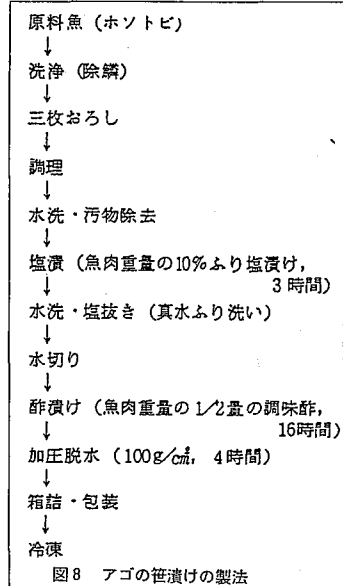 原料魚 (ホソトビ)
↓
洗浄 (除鱗)
↓
三枚おろし
↓
調理
↓
水洗・汚物除去
↓
塩漬 (魚肉重量の10%ふり塩漬け,
↓ 3時間)
水洗・塩抜き (真水ふり洗い)
↓
水切り
↓
酢漬け (魚肉重量の1/2量の調味酢,
↓ 16時間)
加圧脱水 (100g/c㎡, 4時間)
↓
箱詰・包装
↓
冷凍
図8 アゴの笹漬けの製法